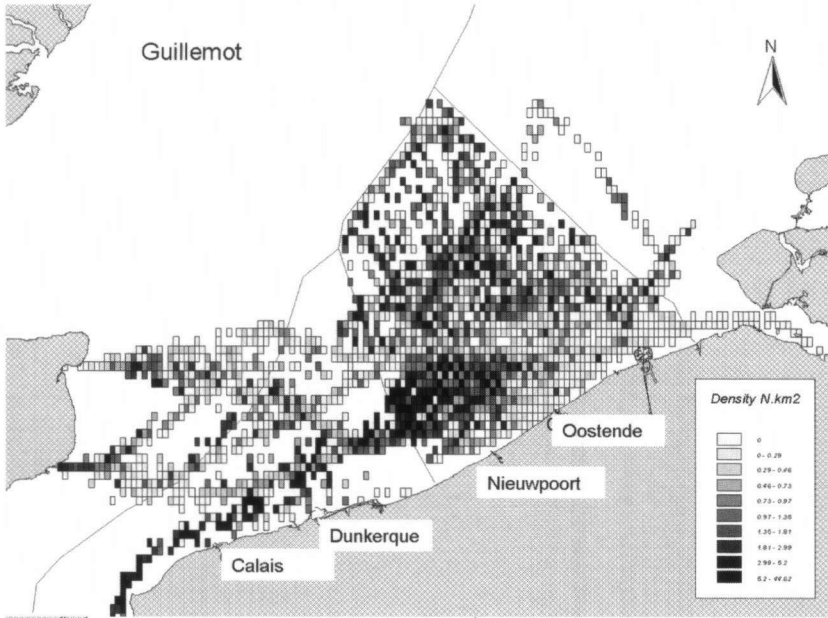 Guillemot
N
Density N.km2
0
0 - 0.29
0.29 - 0.46
0.46 - 0.73
0.73 - 0.97
0.97 - 1.35
1.35 - 1.81
1.81 - 2.99
2.99 - 5.2
Oostende
Nieuwpoort
Dunkerque
Calais